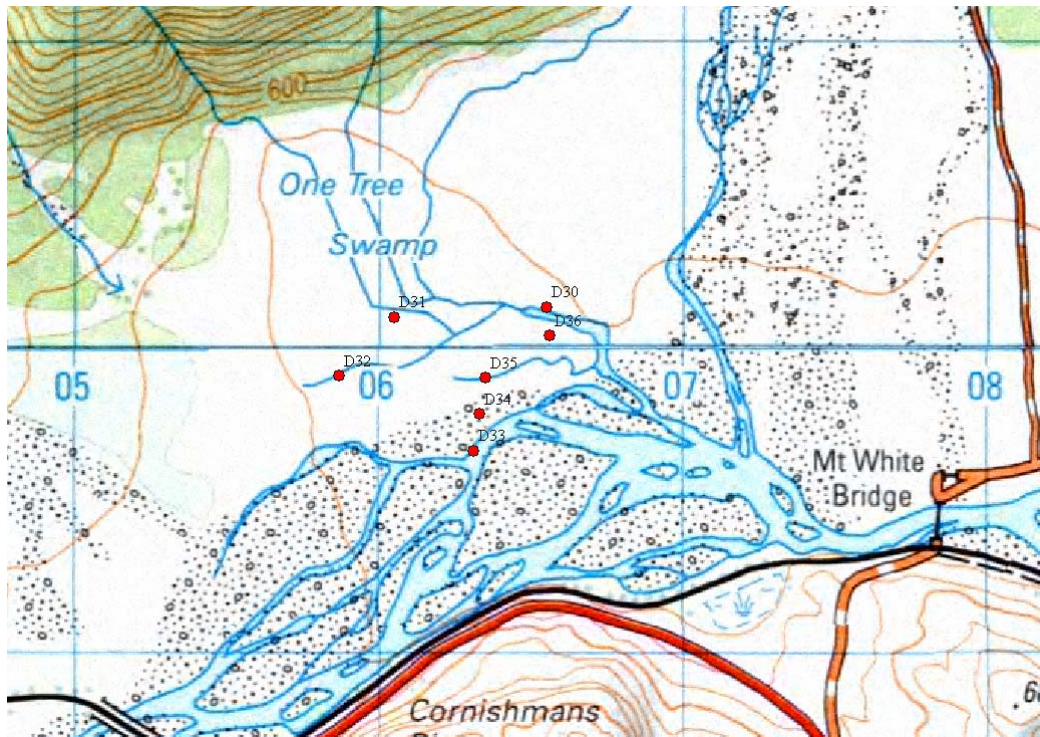 600
One Tree
Swamp
D31
D30
D36
D32
D35
05
06
07
08
D34
D33
Mt White
Bridge
Cornishmans